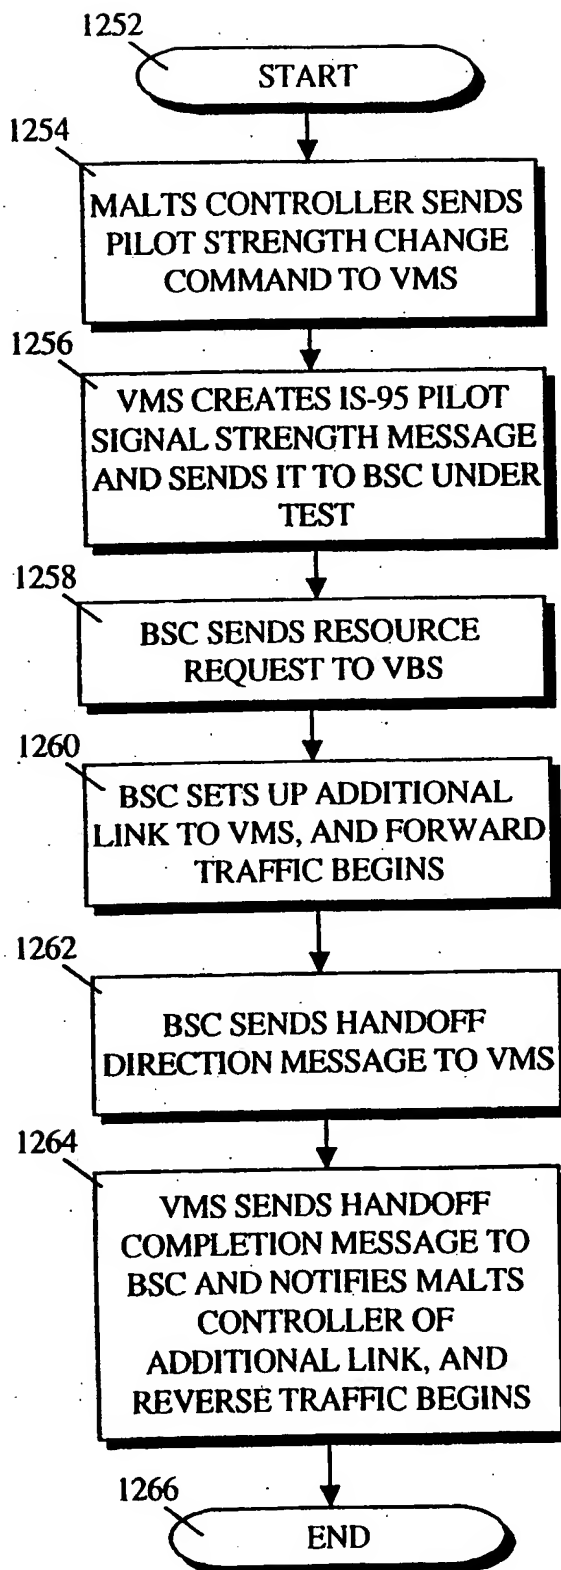 1252
START
1254
MALTS CONTROLLER SENDS
PILOT STRENGTH CHANGE
COMMAND TO VMS
1256
VMS CREATES IS-95 PILOT
SIGNAL STRENGTH MESSAGE
AND SENDS IT TO BSC UNDER
TEST
1258
BSC SENDS RESOURCE
REQUEST TO VBS
1260
BSC SETS UP ADDITIONAL
LINK TO VMS, AND FORWARD
TRAFFIC BEGINS
1262
BSC SENDS HANDOFF
DIRECTION MESSAGE TO VMS
1264
VMS SENDS HANDOFF
COMPLETION MESSAGE TO
BSC AND NOTIFIES MALTS
CONTROLLER OF
ADDITIONAL LINK, AND
REVERSE TRAFFIC BEGINS
1266
END